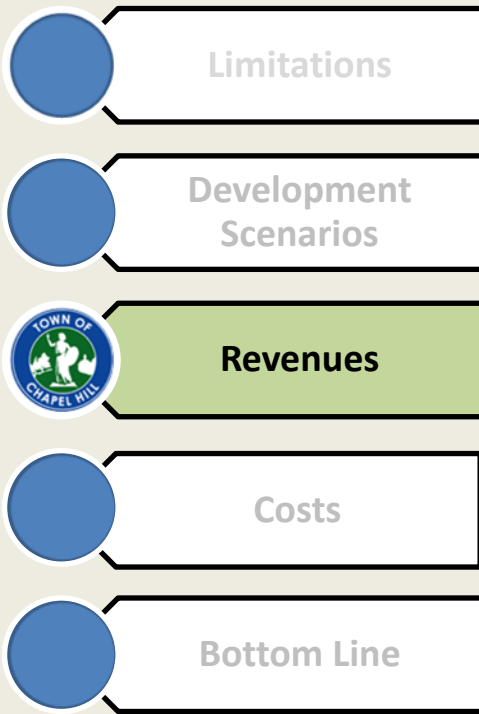 Limitations
Development
Scenarios
TOWN OF
CHAPEL HILL
Revenues
Costs
Bottom Line